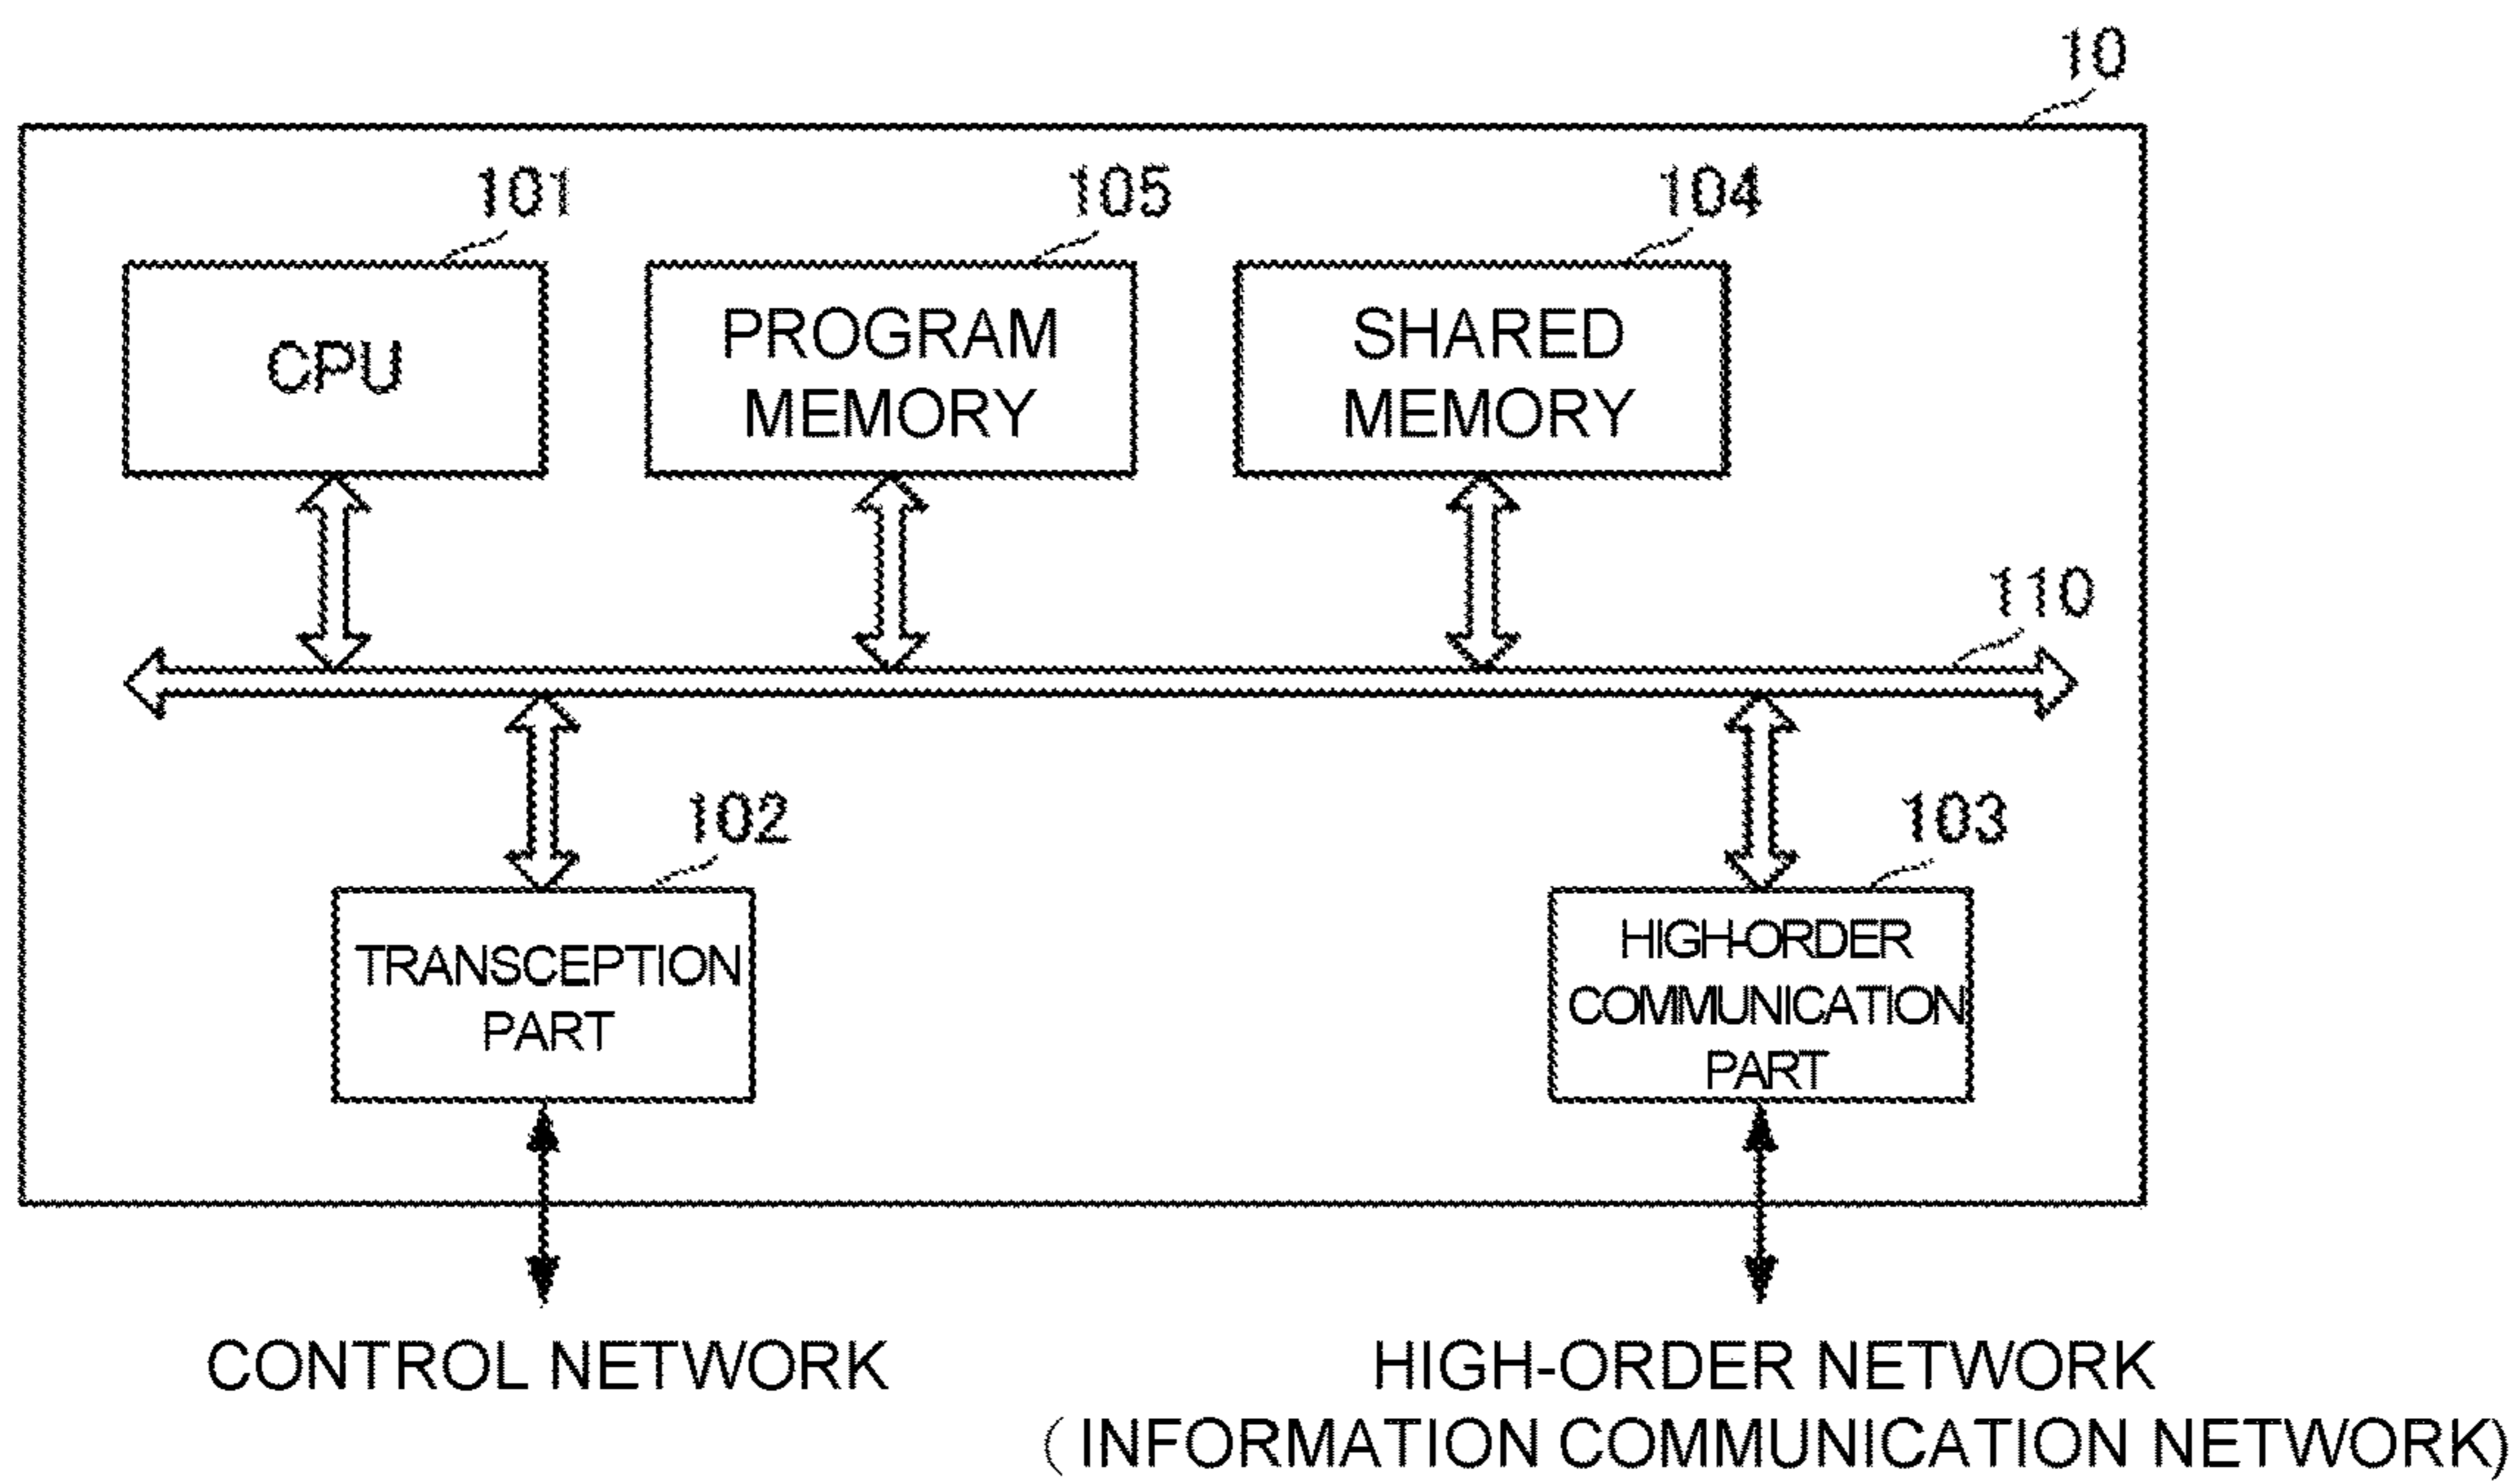 10
101
105
104
CPU
PROGRAM
MEMORY
SHARED
MEMORY
110
102
103
TRANSCEPTION
PART
HIGH-ORDER
COMMUNICATION
PART
CONTROL NETWORK
HIGH-ORDER NETWORK
(INFORMATION COMMUNICATION NETWORK)